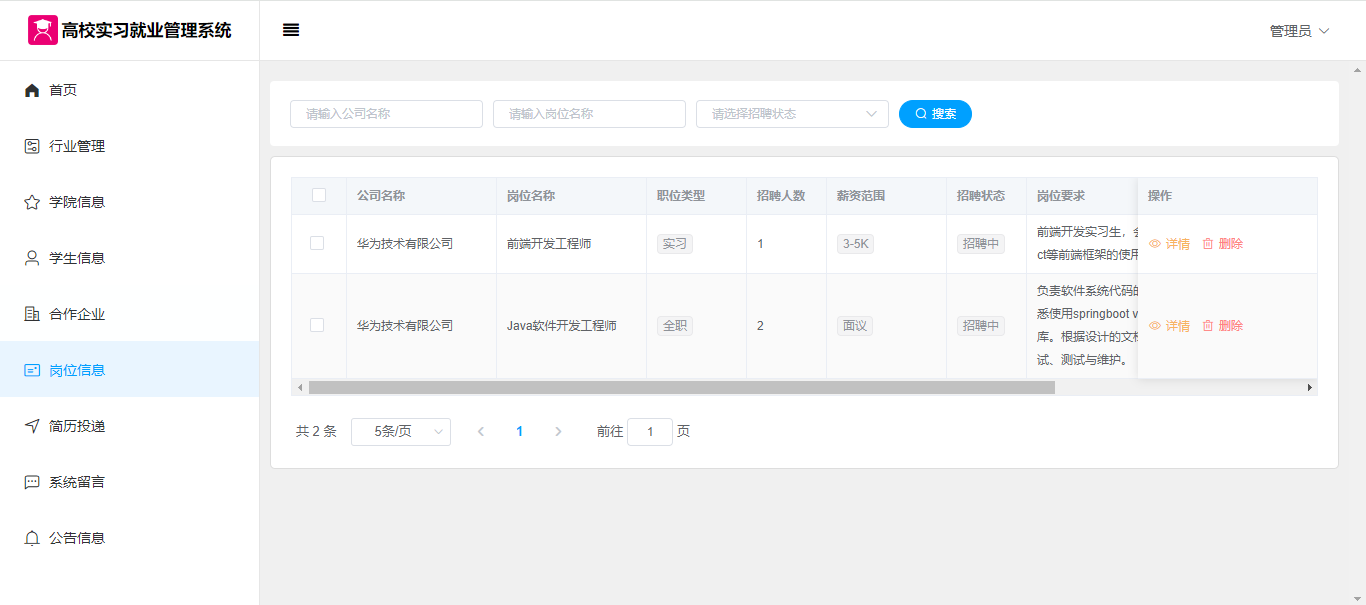 高校实习就业管理系统
管理员
首页
行业管理
学院信息
学生信息
合作企业
岗位信息
简历投递
系统留言
公告信息
请输入公司名称 请输入岗位名称 请选择招聘状态 搜索
公司名称 岗位名称 职位类型 招聘人数 薪资范围 招聘状态 岗位要求 操作
华为技术有限公司 前端开发工程师 实习 1 3-5K 招聘中 前端开发实习生，
ct等前端框架的使用
详情 删除
华为技术有限公司 Java软件开发工程师 全职 2 面议 招聘中 负责软件系统代码的
悉使用springboot v
库。根据设计的文档
试、测试与维护。
详情 删除
共 2 条 5条/页 1 前往 1 页